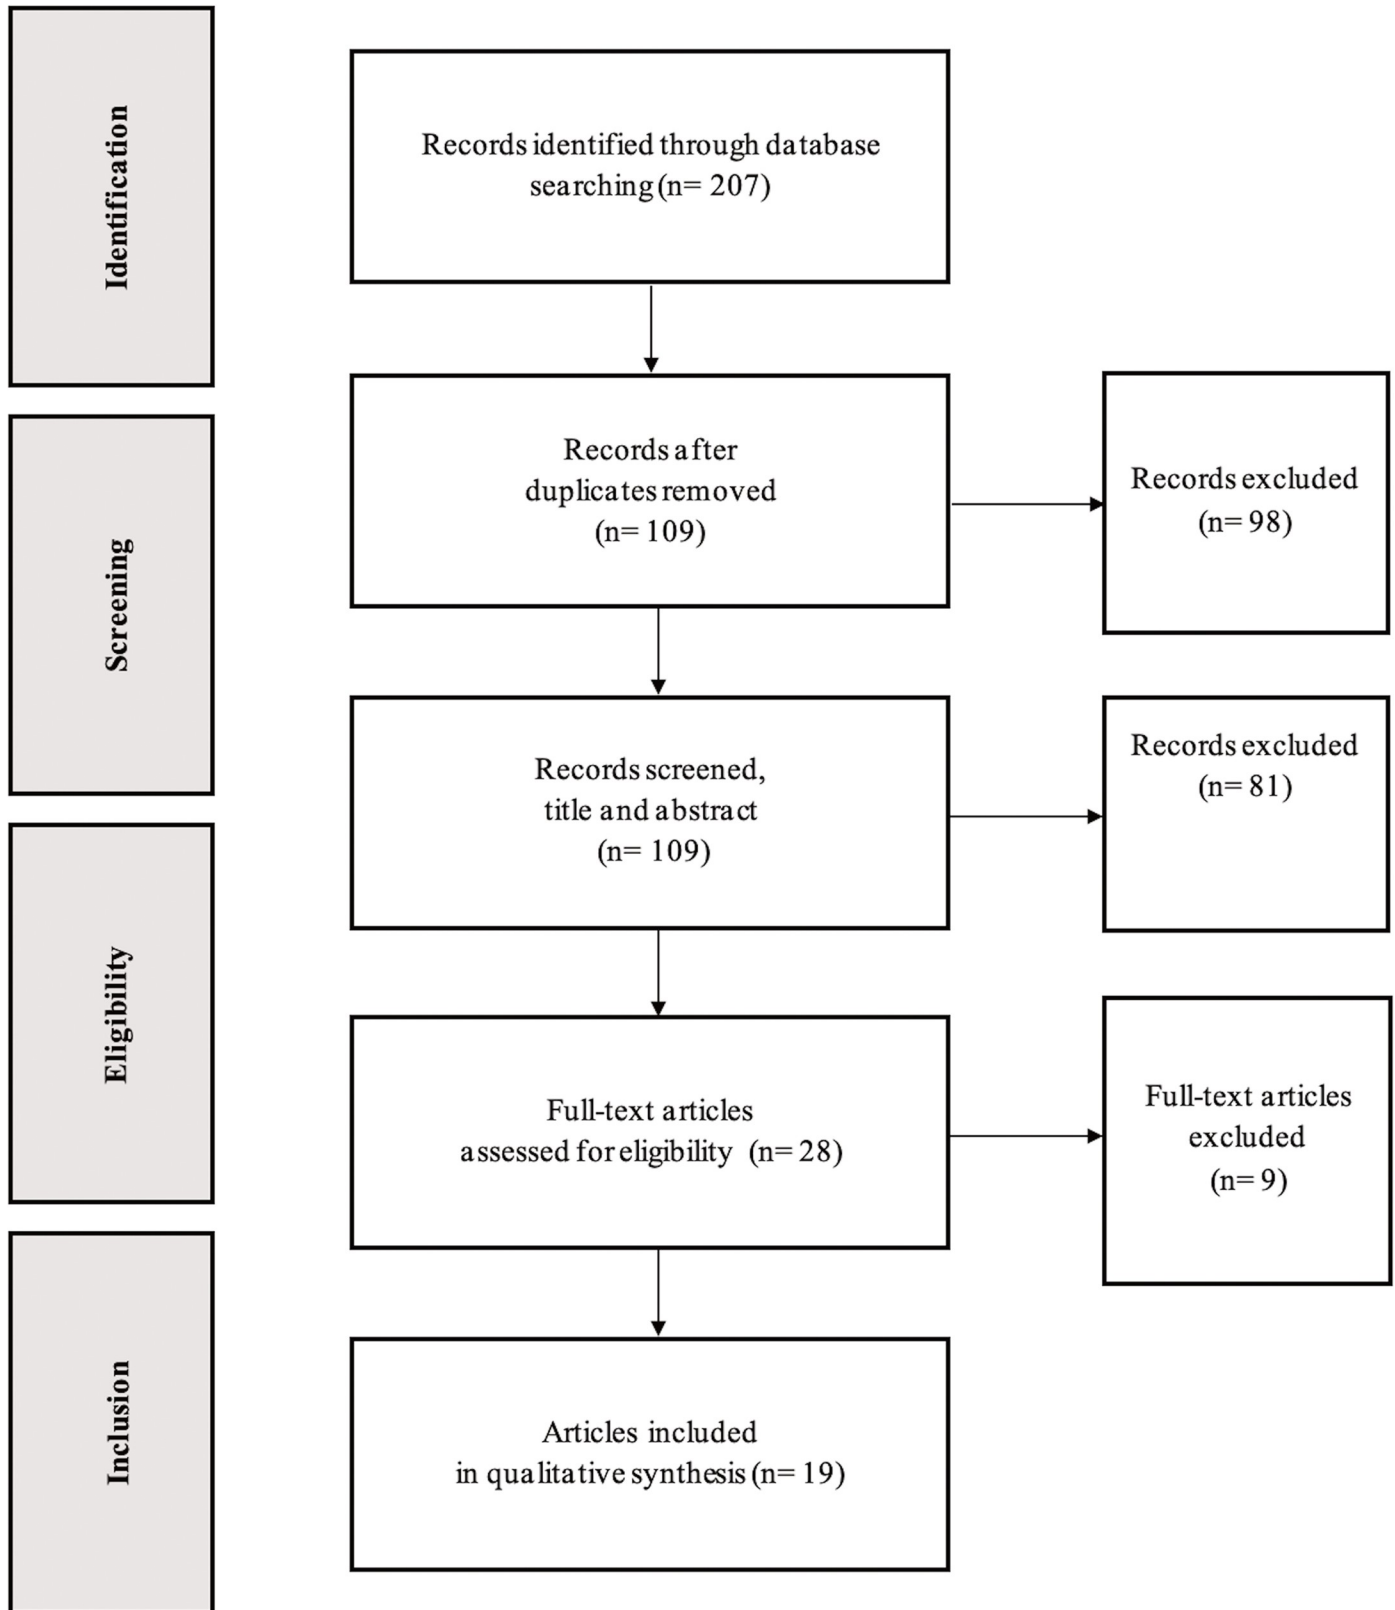 Identification
Records identified through database
searching (n= 207)
Screening
Records after
duplicates removed
(n= 109)
Records excluded
(n= 98)
Records screened,
title and abstract
(n= 109)
Records excluded
(n= 81)
Eligibility
Full-text articles
assessed for eligibility (n= 28)
Full-text articles
excluded
(n= 9)
Inclusion
Articles included
in qualitative synthesis (n= 19)